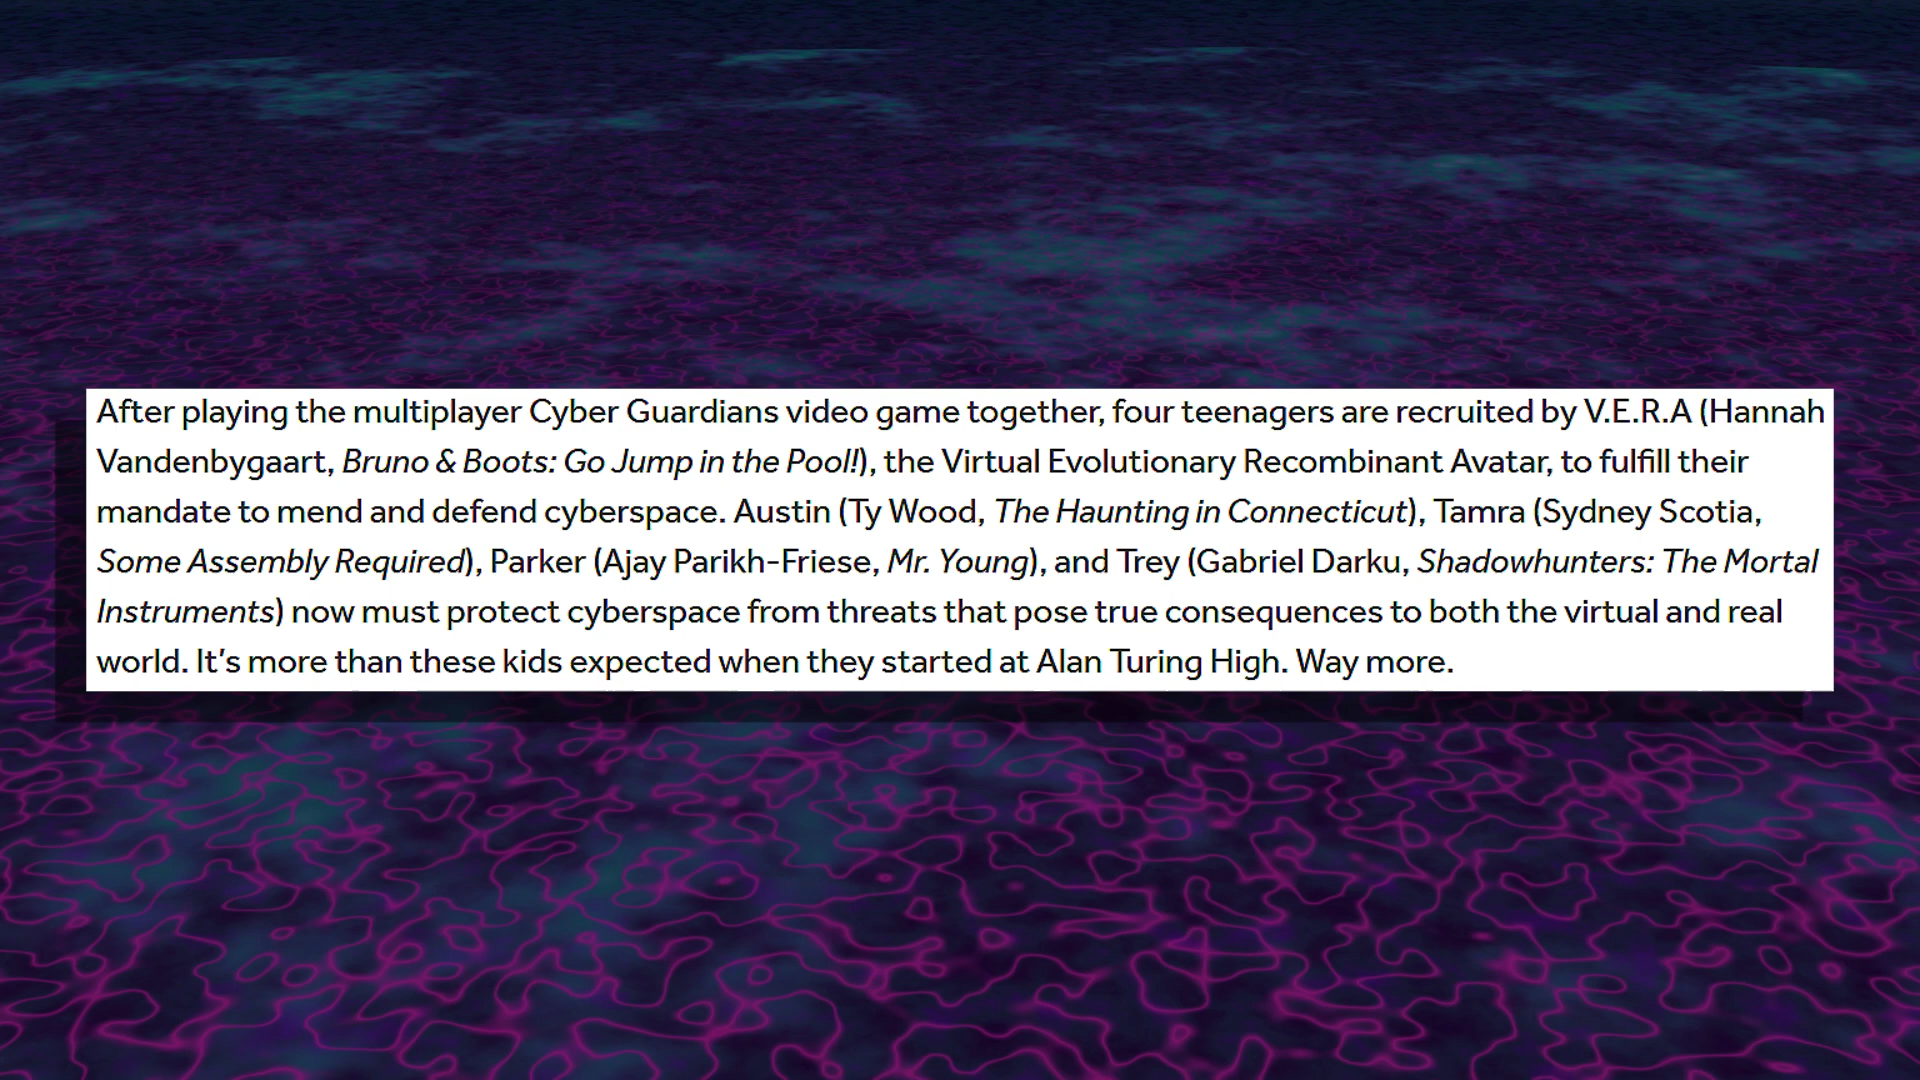 After playing the multiplayer Cyber Guardians video game together, four teenagers are recruited by V.E.R.A (Hannah
Vandenbygaart, Bruno & Boots: Go Jump in the Pool!), the Virtual Evolutionary Recombinant Avatar, to fulfill their
mandate to mend and defend cyberspace. Austin (Ty Wood, The Haunting in Connecticut), Tamra (Sydney Scotia,
Some Assembly Required), Parker (Ajay Parikh-Friese, Mr. Young), and Trey (Gabriel Darku, Shadowhunters: The Mortal
Instruments) now must protect cyberspace from threats that pose true consequences to both the virtual and real
world. It's more than these kids expected when they started at Alan Turing High. Way more.